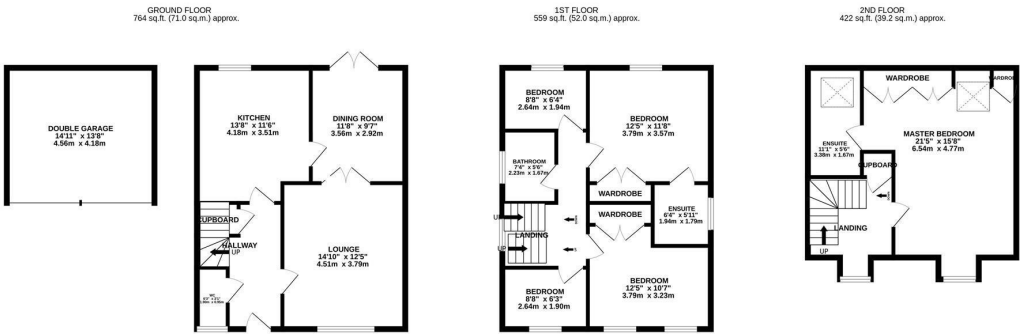 GROUND FLOOR
764 sq.ft. (71.0 sq.m.) approx.
DOUBLE GARAGE
14'11" x 13'8"
4.56m x 4.18m
KITCHEN
13'8" x 11'6"
4.18m x 3.51m
DINING ROOM
11'8" x 9'7"
3.56m x 2.92m
CUPBOARD
HALLWAY
UP
LOUNGE
14'10" x 12'5"
4.51m x 3.79m
WC
1ST FLOOR
559 sq.ft. (52.0 sq.m.) approx.
BEDROOM
8'8" x 6'4"
2.64m x 1.94m
BEDROOM
12'5" x 11'8"
3.79m x 3.57m
BATHROOM
7'4" x 5'6"
2.23m x 1.67m
WARDROBE
WARDROBE
ENSUITE
6'4" x 5'11"
1.94m x 1.79m
UP
LANDING
UP
BEDROOM
8'8" x 6'3"
2.64m x 1.90m
BEDROOM
12'5" x 10'7"
3.79m x 3.23m
2ND FLOOR
422 sq.ft. (39.2 sq.m.) approx.
WARDROBE
WARDROBE
MASTER BEDROOM
21'5" x 15'8"
6.54m x 4.77m
ENSUITE
11'1" x 5'6"
3.38m x 1.67m
CUPBOARD
LANDING
UP